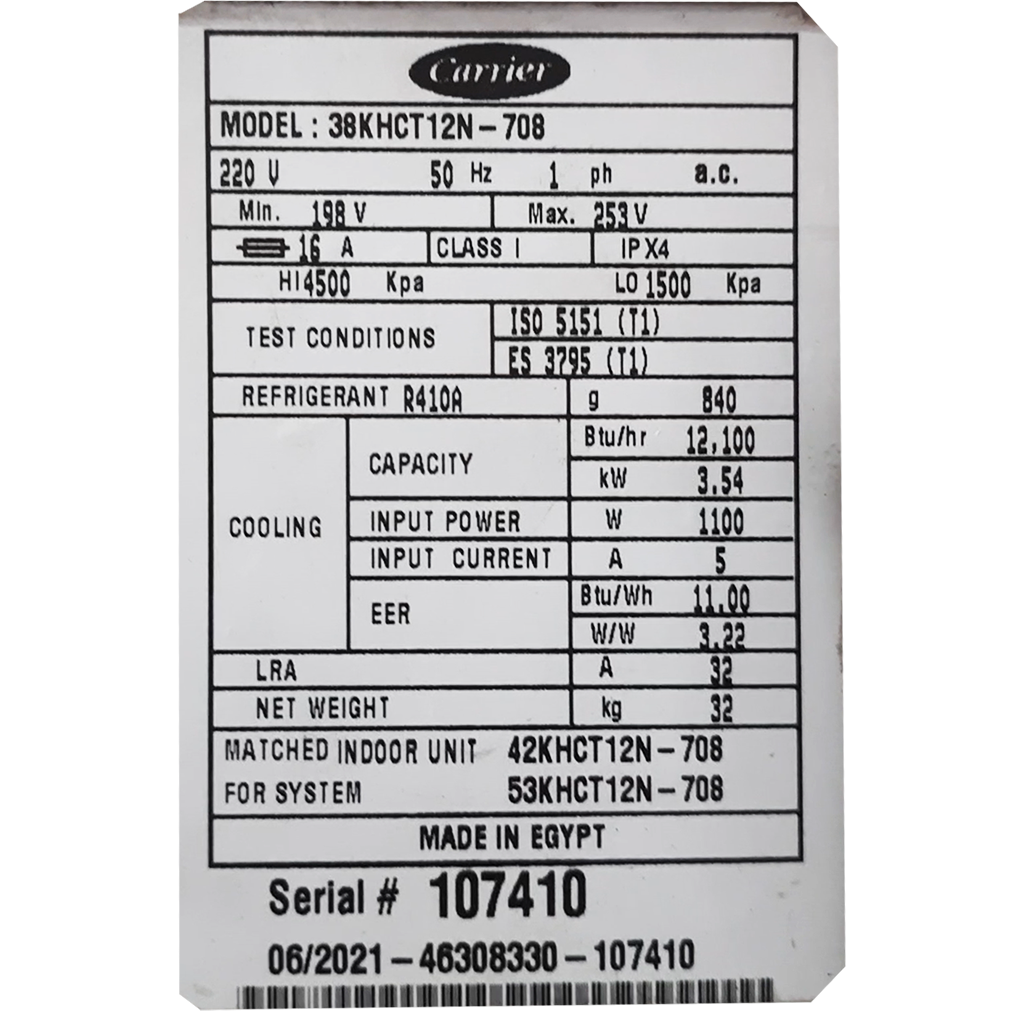 Carrier
MODEL : 38KHCT12N – 708
220 V 50 Hz 1 ph a.c.
Min. 198 V Max. 253 V
16 A CLASS I IP X4
HI 4500 Kpa LO 1500 Kpa
TEST CONDITIONS
ISO 5151 (T1)
ES 3795 (T1)
REFRIGERANT R410A g 840
COOLING
CAPACITY
Btu/hr 12,100
kW 3.54
INPUT POWER W 1100
INPUT CURRENT A 5
EER
Btu/Wh 11.00
W/W 3.22
LRA A 32
NET WEIGHT kg 32
MATCHED INDOOR UNIT 42KHCT12N – 708
FOR SYSTEM 53KHCT12N – 708
MADE IN EGYPT
Serial # 107410
06/2021 – 46308330 – 107410